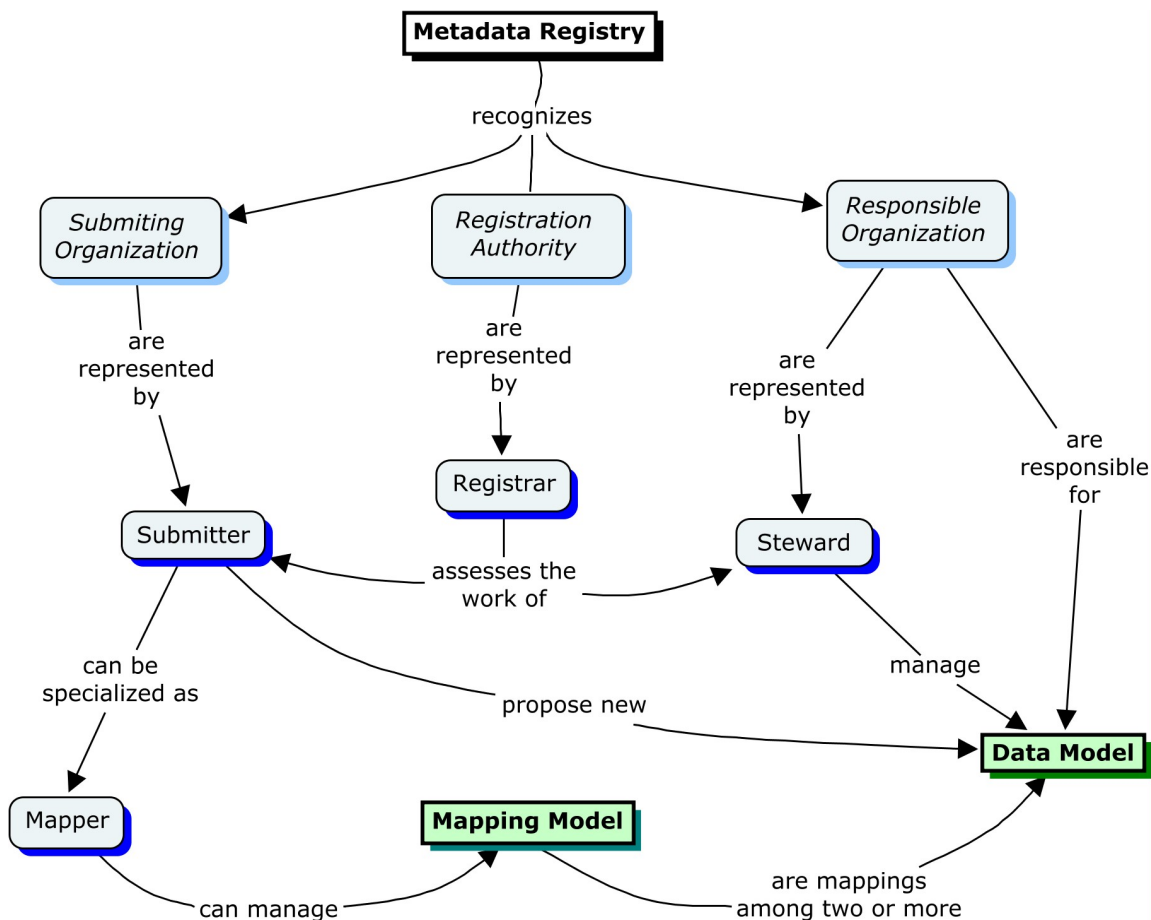 Metadata Registry
recognizes
Submiting
Organization
Registration
Authority
Responsible
Organization
are
represented
by
are
represented
by
are
represented
by
are
responsible
for
Registrar
Submitter
Steward
assesses the
work of
can be
specialized as
propose new
manage
Data Model
Mapper
Mapping Model
can manage
are mappings
among two or more